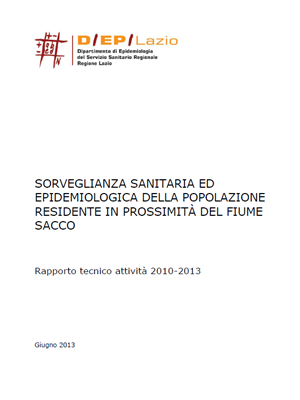 D/EP/Lazio
Dipartimento di Epidemiologia
del Servizio Sanitario Regionale
Regione Lazio
SORVEGLIANZA SANITARIA ED
EPIDEMIOLOGICA DELLA POPOLAZIONE
RESIDENTE IN PROSSIMITÀ DEL FIUME
SACCO
Rapporto tecnico attività 2010-2013
Giugno 2013